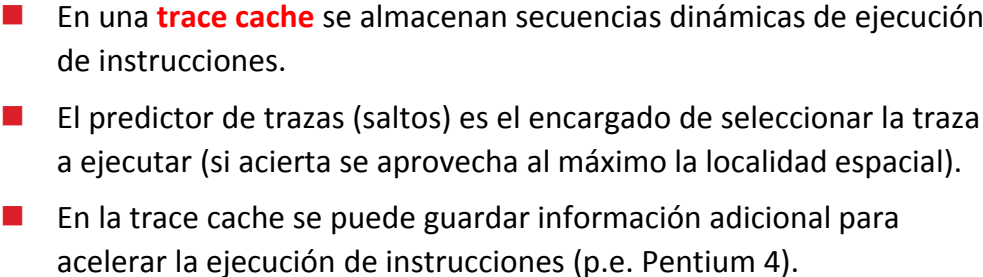 En una trace cache se almacenan secuencias dinámicas de ejecución
de instrucciones.
El predictor de trazas (saltos) es el encargado de seleccionar la traza
a ejecutar (si acierta se aprovecha al máximo la localidad espacial).
En la trace cache se puede guardar información adicional para
acelerar la ejecución de instrucciones (p.e. Pentium 4).